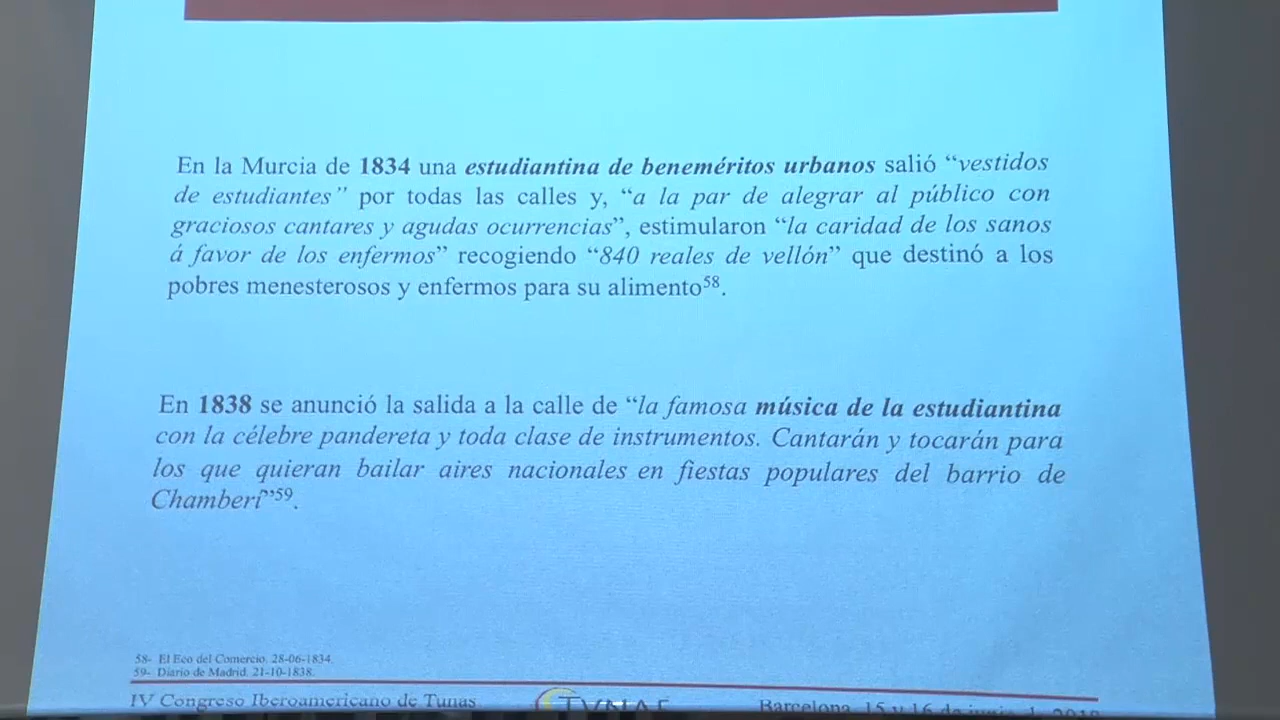 En la Murcia de 1834 una estudiantina de beneméritos urbanos salió “vestidos
de estudiantes” por todas las calles y, “a la par de alegrar al público con
graciosos cantares y agudas ocurrencias”, estimularon “la caridad de los sanos
á favor de los enfermos” recogiendo “840 reales de vellón” que destinó a los
pobres menesterosos y enfermos para su alimento58.
En 1838 se anunció la salida a la calle de “la famosa música de la estudiantina
con la célebre pandereta y toda clase de instrumentos. Cantarán y tocarán para
los que quieran bailar aires nacionales en fiestas populares del barrio de
Chamberí”59.
58- El Eco del Comercio. 28-06-1834.
59- Diario de Madrid. 21-10-1838.
IV Congreso Iberoamericano de Tunas
TVNAE
Barcelona, 15 y 16 de junio de